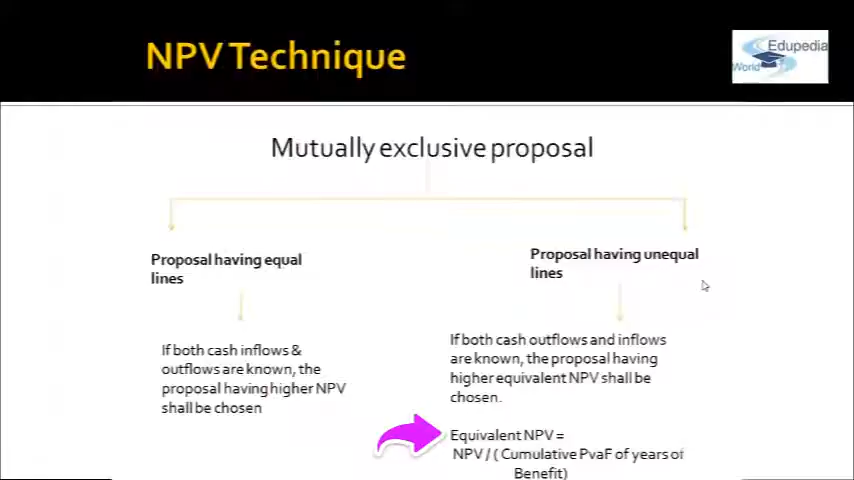 NPV Technique
Edupedia
World
Mutually exclusive proposal
Proposal having equal
lines
If both cash inflows &
outflows are known, the
proposal having higher NPV
shall be chosen
Proposal having unequal
lines
If both cash outflows and inflows
are known, the proposal having
higher equivalent NPV shall be
chosen.
Equivalent NPV =
NPV / ( Cumulative PvaF of years of
Benefit)